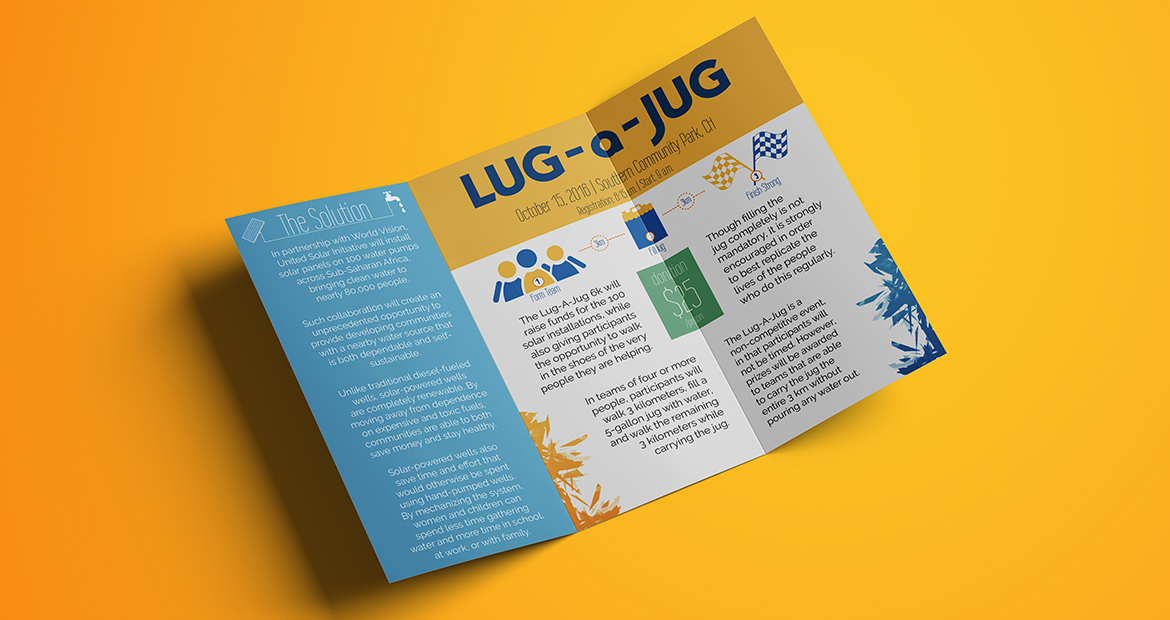 The Solution
In partnership with World Vision,
United Solar Initiative will install
solar panels on 100 water pumps
across Sub-Saharan Africa,
bringing clean water to
nearly 80,000 people.
Such collaboration will create an
unprecedented opportunity to
provide developing communities
with a nearby water source that
is both dependable and self-
sustainable.
Unlike traditional diesel-fueled
wells, solar-powered wells
are completely renewable. By
moving away from dependence
on expensive and toxic fuels,
communities are able to both
save money and stay healthy.
Solar-powered wells also
save time and effort that
would otherwise be spent
using hand-pumped wells.
By mechanizing the system,
women and children can
spend less time gathering
water and more time in school,
at work, or with family.
LUG-a-JUG
October 15, 2016 | Southern Community Park, CH
Registration: 8:15 am | Start: 9 a.m.
1
Form Team
3km
Fill Jug
3km
3
Finish Strong
The Lug-A-Jug 6k will
raise funds for the 100
solar installations, while
also giving participants
the opportunity to walk
in the shoes of the very
people they are helping.
In teams of four or more
people, participants will
walk 3 kilometers, fill a
5-gallon jug with water,
and walk the remaining
3 kilometers while
carrying the jug.
donation
$25
Though filling the
jug completely is not
mandatory, it is strongly
encouraged in order
to best replicate the
lives of the people
who do this regularly.
The Lug-A-Jug is a
non-competitive event,
in that participants will
not be timed. However,
prizes will be awarded
to teams that are able
to carry the jug the
entire 3 km without
pouring any water out.